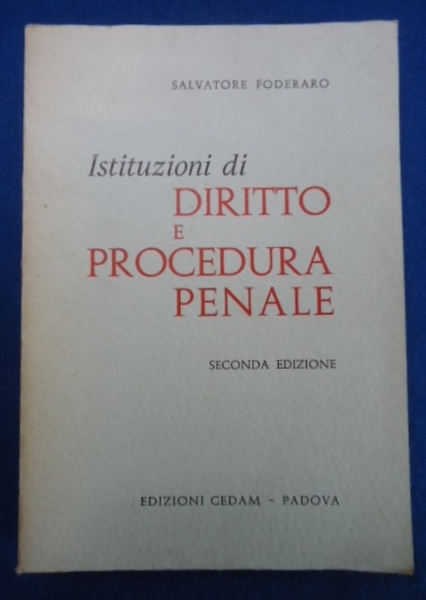 SALVATORE FODERARO
Istituzioni di
DIRITTO
E
PROCEDURA
PENALE
SECONDA EDIZIONE
EDIZIONI CEDAM - PADOVA